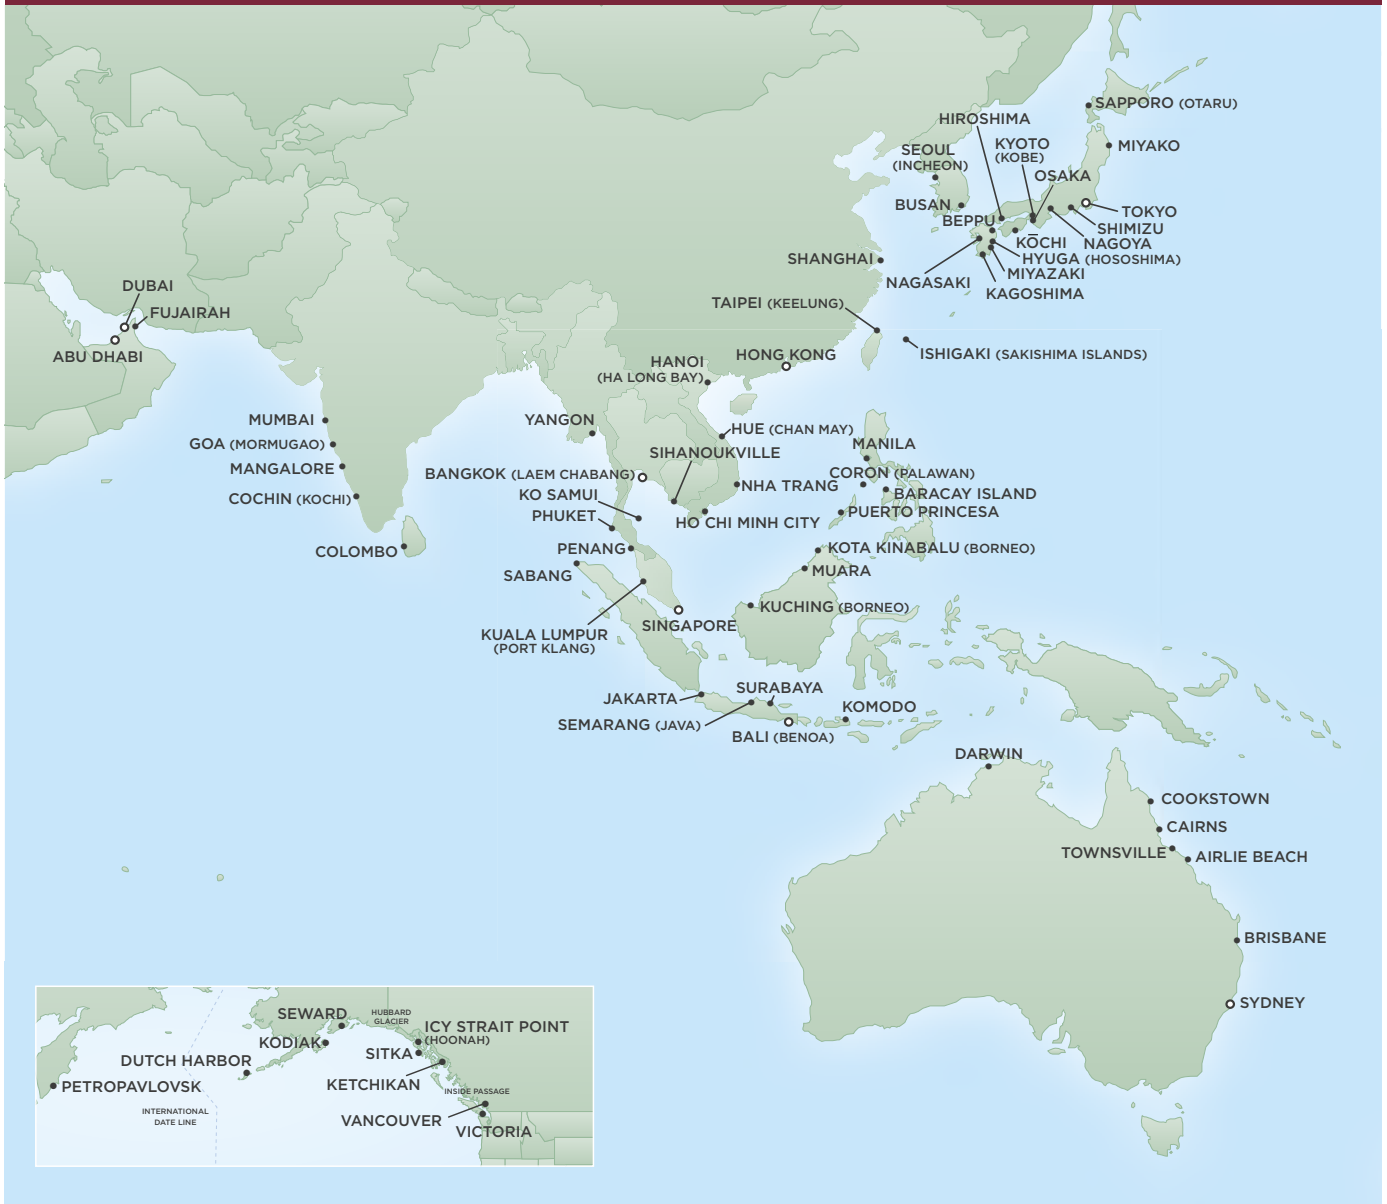 SAPPORO (OTARU)
HIROSHIMA
KYOTO
(KOBE)
MIYAKO
SEOUL
(INCHEON)
OSAKA
BUSAN
BEPPU
TOKYO
SHIMIZU
KŌCHI
NAGOYA
HYUGA (HOSOSHIMA)
MIYAZAKI
SHANGHAI
NAGASAKI
KAGOSHIMA
DUBAI
FUJAIRAH
ABU DHABI
TAIPEI (KEELUNG)
ISHIGAKI (SAKISHIMA ISLANDS)
HONG KONG
HANOI
(HA LONG BAY)
MUMBAI
GOA (MORMUGAO)
MANGALORE
COCHIN (KOCHI)
COLOMBO
YANGON
HUE (CHAN MAY)
SIHANOUKVILLE
MANILA
BANGKOK (LAEM CHABANG)
CORON (PALAWAN)
KO SAMUI
NHA TRANG
BARACAY ISLAND
PHUKET
HO CHI MINH CITY
PUERTO PRINCESA
PENANG
KOTA KINABALU (BORNEO)
SABANG
MUARA
KUCHING (BORNEO)
SINGAPORE
KUALA LUMPUR
(PORT KLANG)
JAKARTA
SURABAYA
KOMODO
SEMARANG (JAVA)
BALI (BENOA)
DARWIN
COOKSTOWN
CAIRNS
TOWNSVILLE
AIRLIE BEACH
BRISBANE
SYDNEY
SEWARD
HUBBARD
GLACIER
ICY STRAIT POINT
(HOONAH)
KODIAK
SITKA
DUTCH HARBOR
KETCHIKAN
PETROPAVLOVSK
INSIDE PASSAGE
INTERNATIONAL
DATE LINE
VANCOUVER
VICTORIA